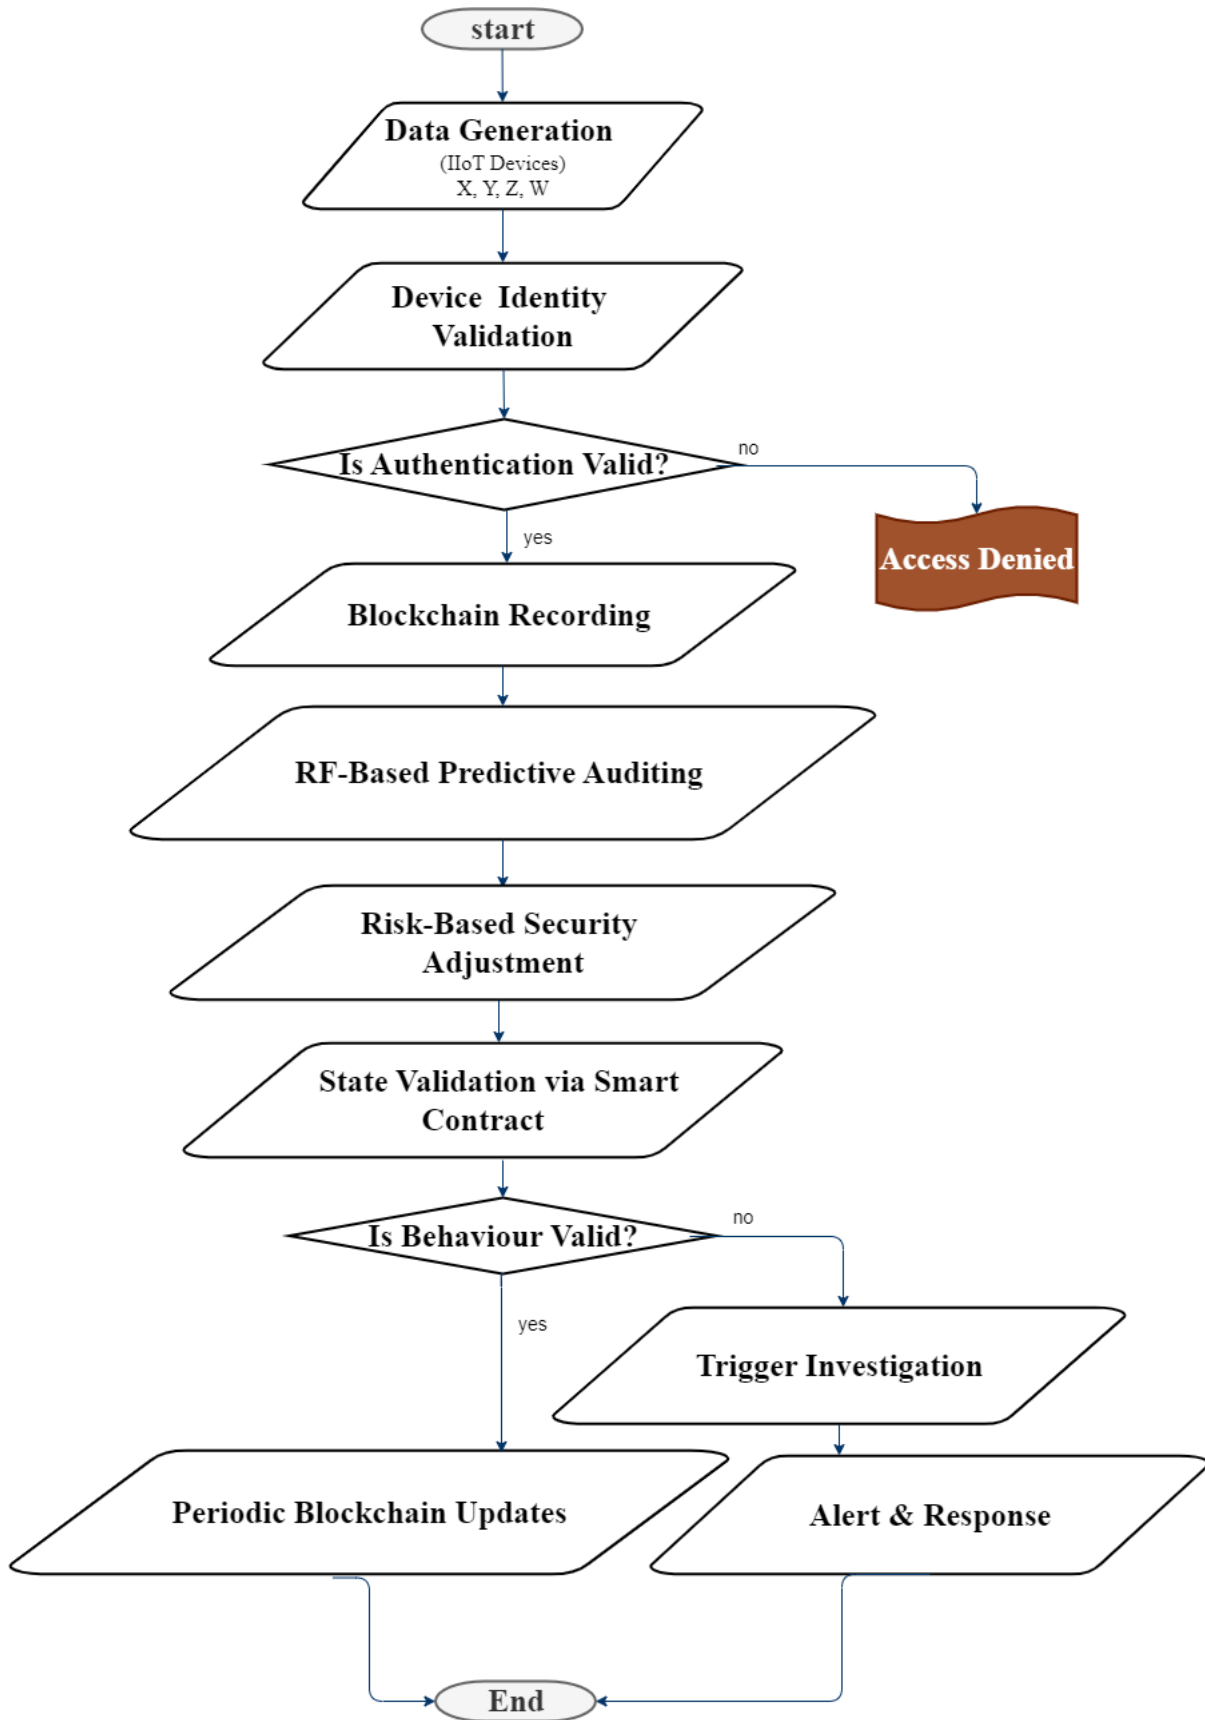 start
Data Generation
(IIoT Devices)
X, Y, Z, W
Device Identity
Validation
Is Authentication Valid?
no
yes
Access Denied
Blockchain Recording
RF-Based Predictive Auditing
Risk-Based Security
Adjustment
State Validation via Smart
Contract
Is Behaviour Valid?
no
yes
Trigger Investigation
Periodic Blockchain Updates
Alert & Response
End